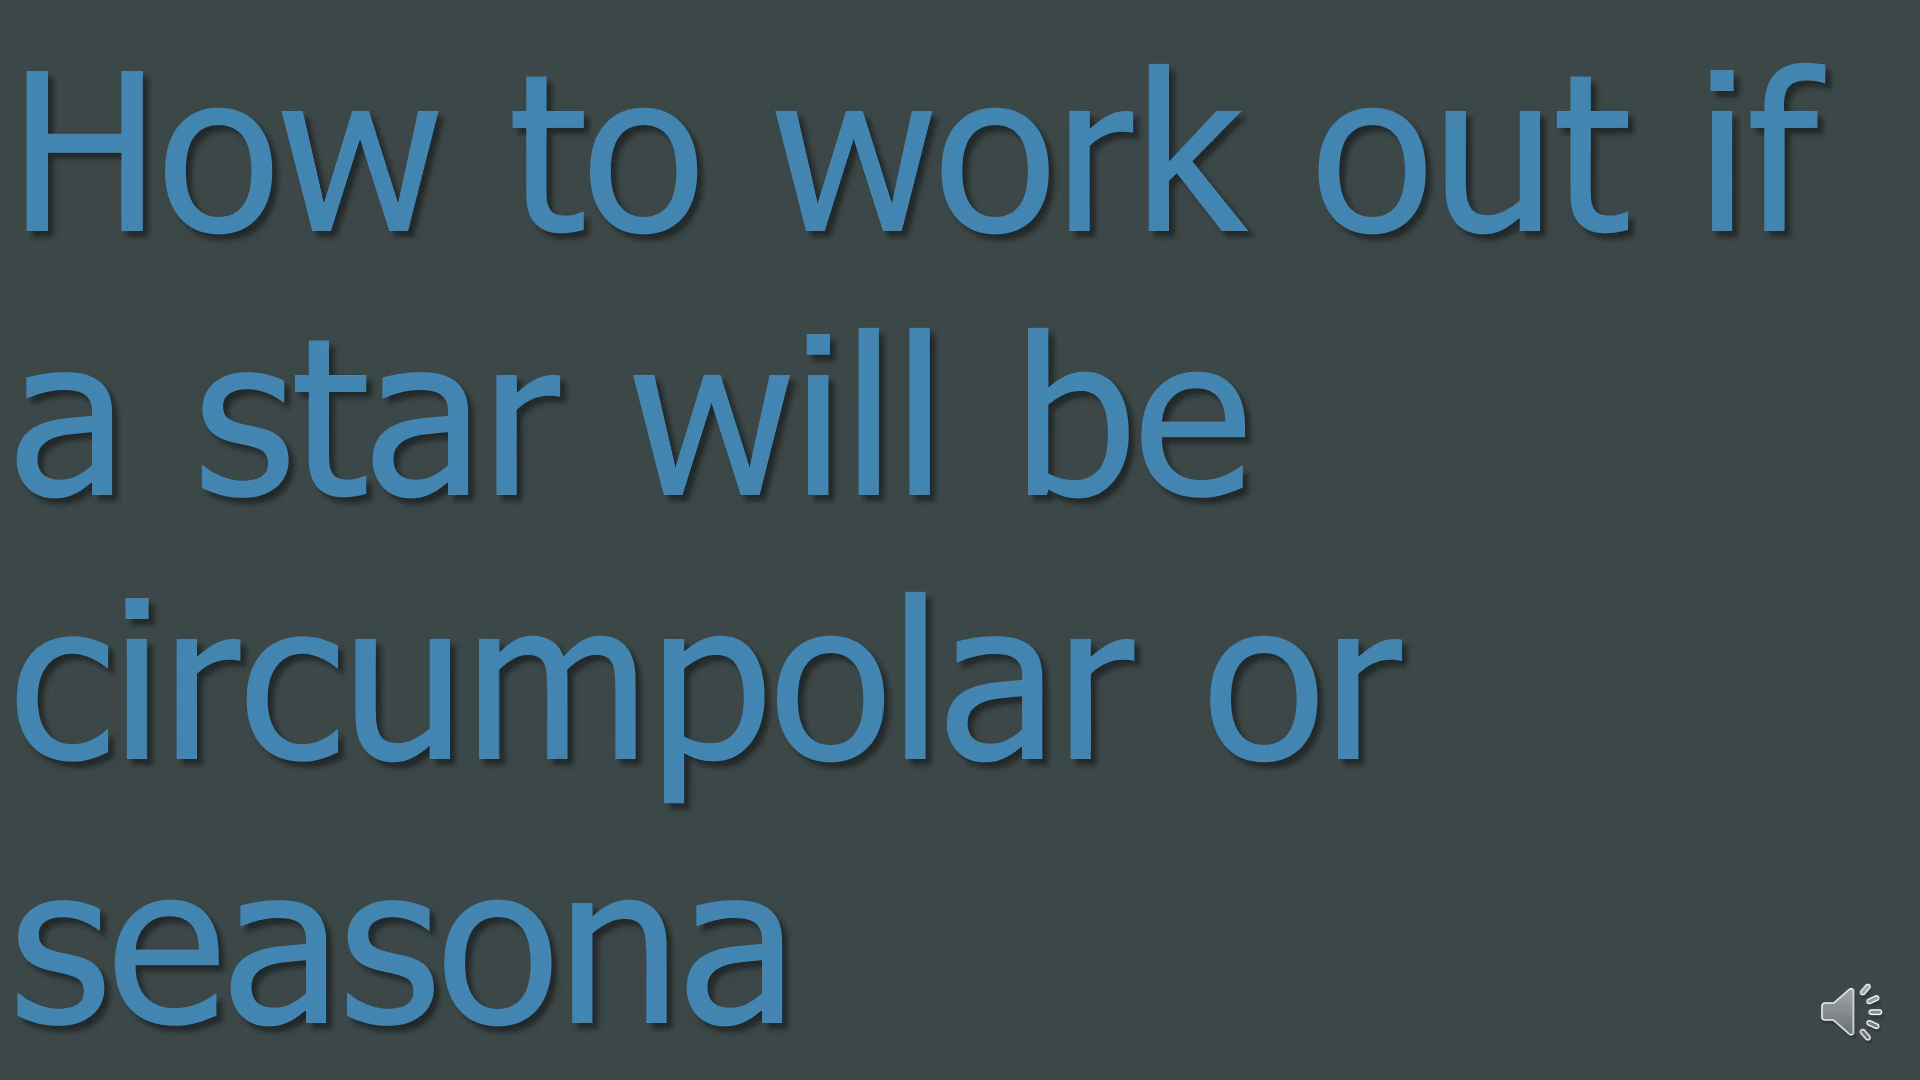 How to work out if
a star will be
circumpolar or
seasona